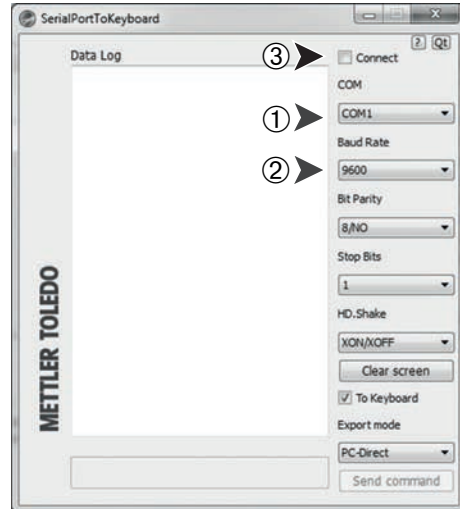 SerialPortToKeyboard
? Qt
Data Log
③ Connect
COM
① COM1
Baud Rate
② 9600
Bit Parity
8/NO
Stop Bits
1
HD.Shake
XON/XOFF
Clear screen
To Keyboard
Export mode
PC-Direct
Send command
METTLER TOLEDO